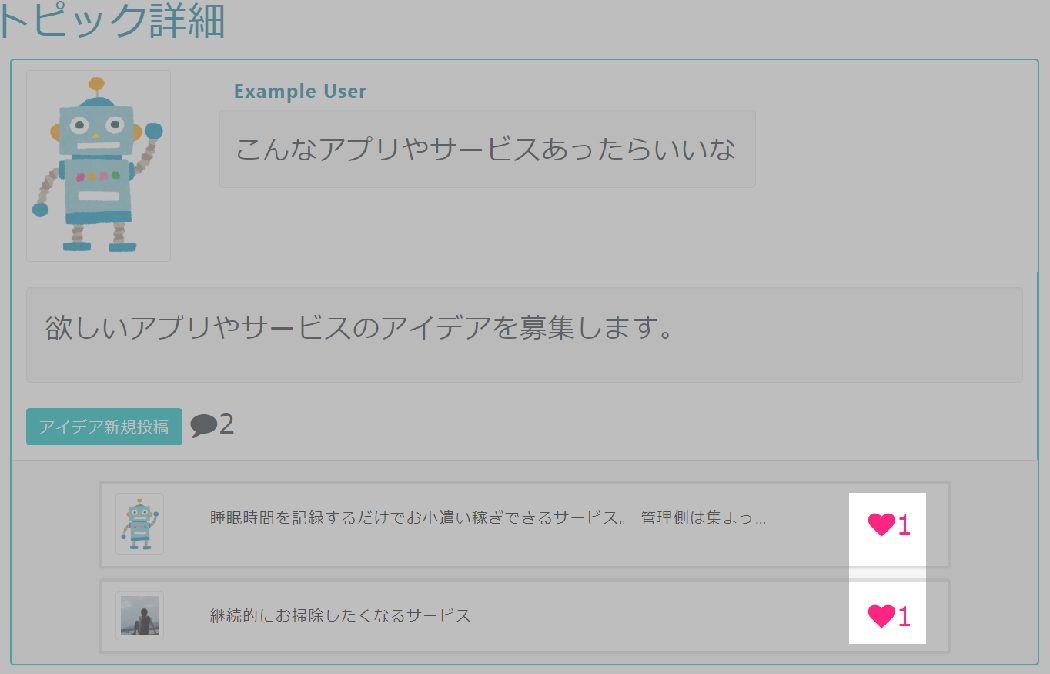 トピック詳細
Example User
こんなアプリやサービスあったらいいな
欲しいアプリやサービスのアイデアを募集します。
アイデア新規投稿 2
睡眠時間を記録するだけでお小遣い稼ぎできるサービス。 管理側は集まっ...
1
継続的にお掃除したくなるサービス
1